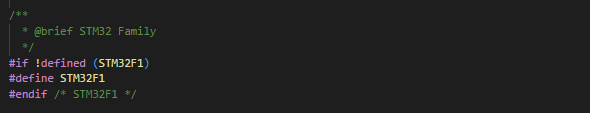 /**
  * @brief STM32 Family
  */
#if !defined (STM32F1)
#define STM32F1
#endif /* STM32F1 */